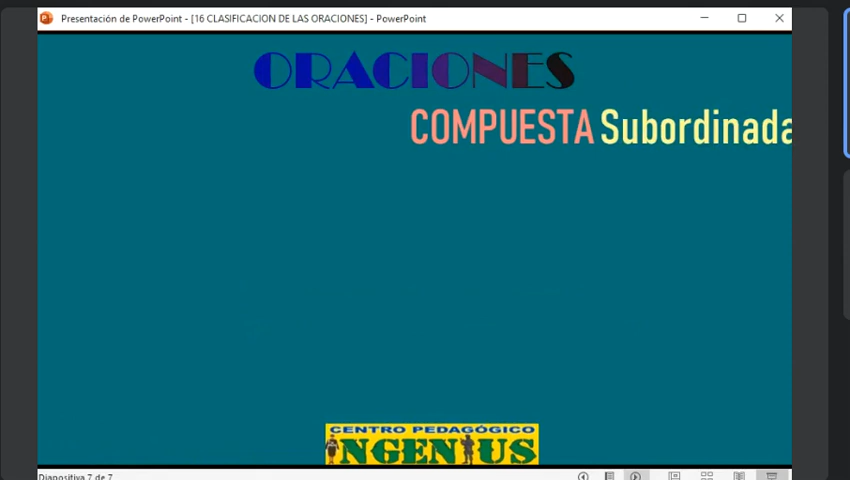 Presentación de PowerPoint - [16 CLASIFICACION DE LAS ORACIONES] - PowerPoint
ORACIONES
COMPUESTA Subordinada
CENTRO PEDAGÓGICO
INGENIUS
Diapositiva 7 de 7